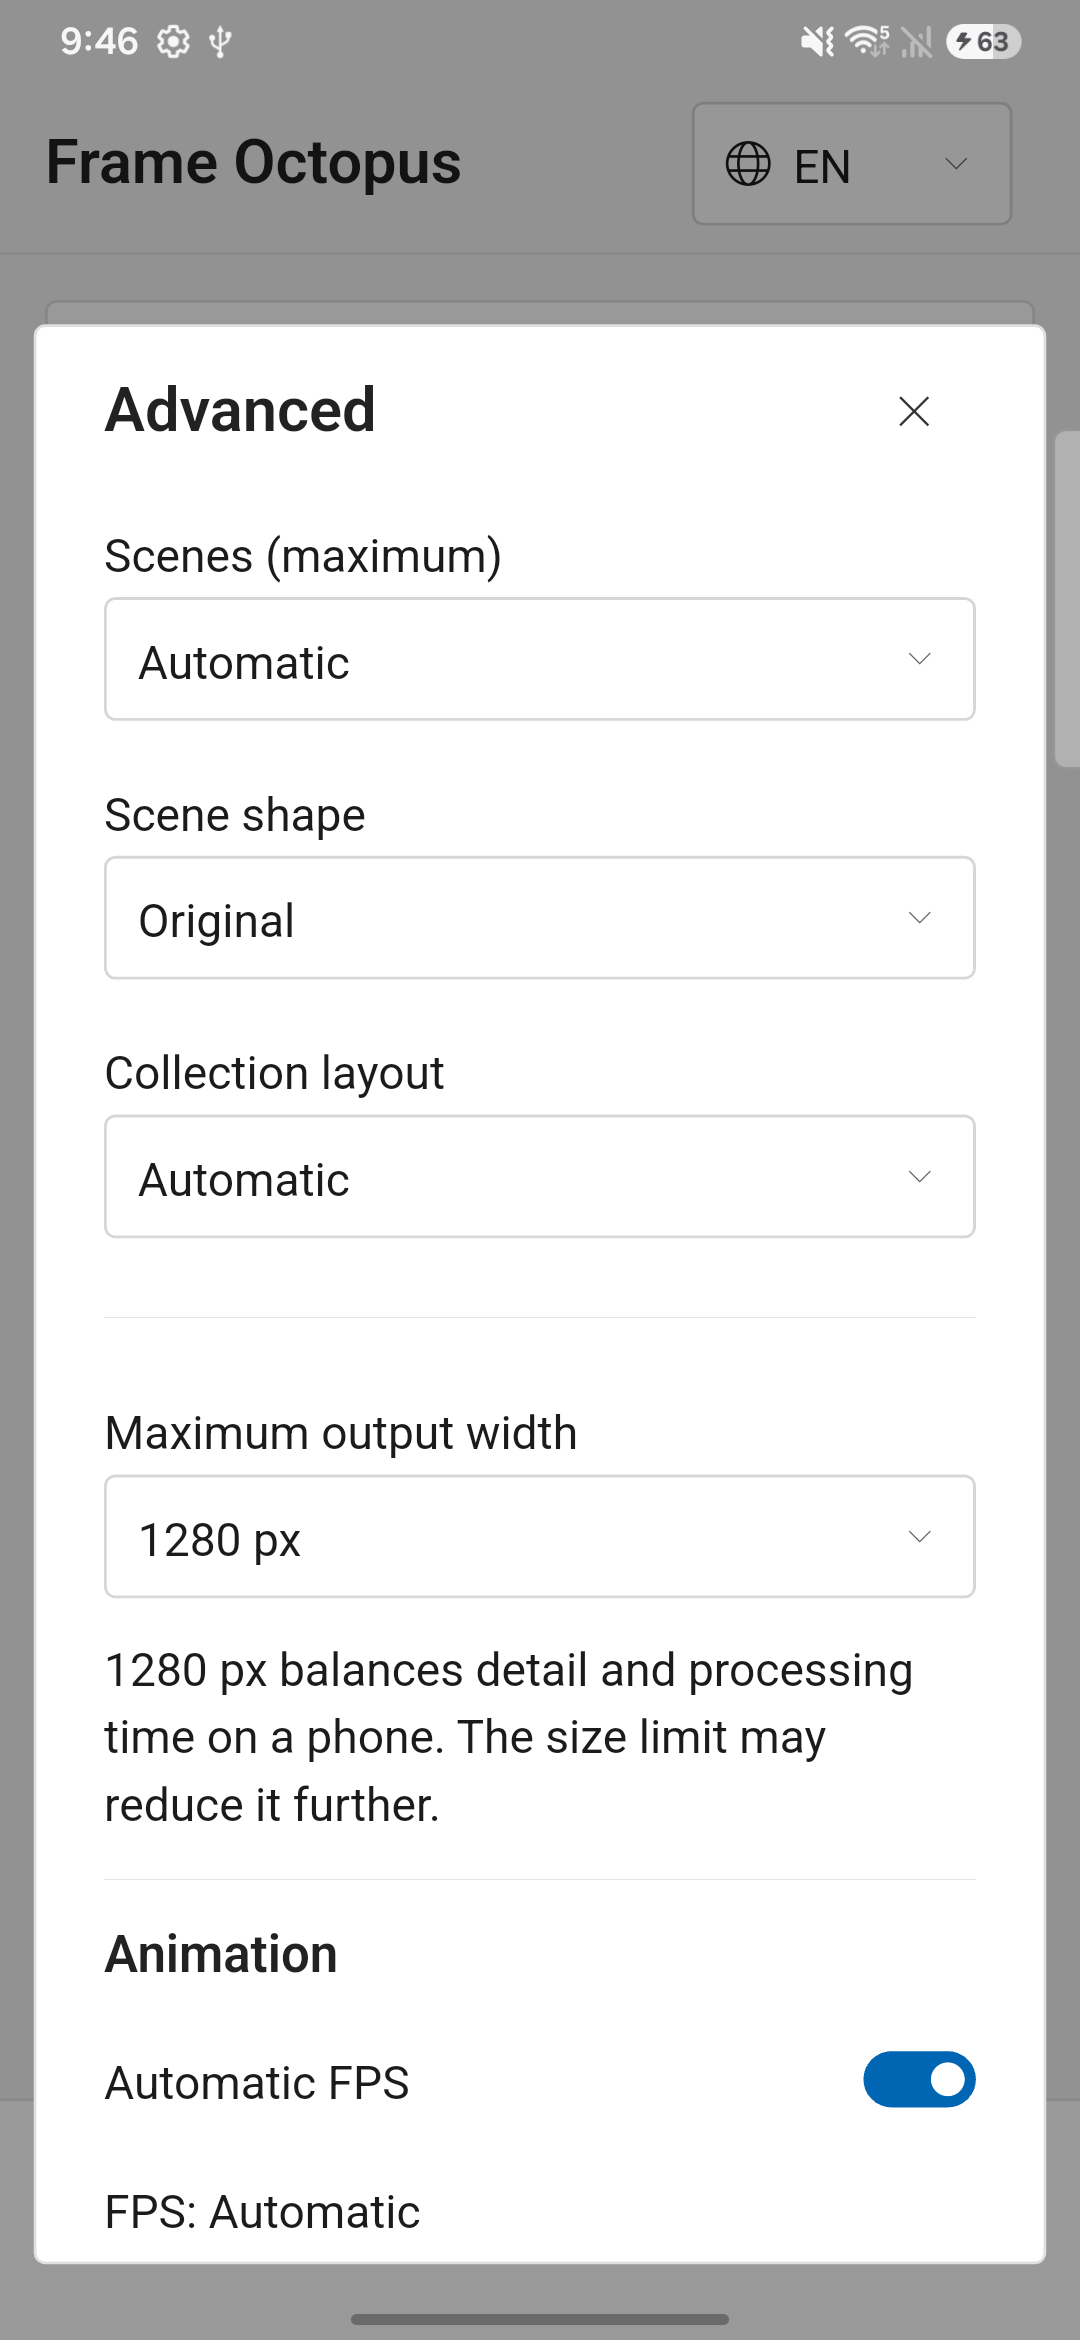 9:46
5
63
Frame Octopus
EN
Advanced
Scenes (maximum)
Automatic
Scene shape
Original
Collection layout
Automatic
Maximum output width
1280 px
1280 px balances detail and processing
time on a phone. The size limit may
reduce it further.
Animation
Automatic FPS
FPS: Automatic